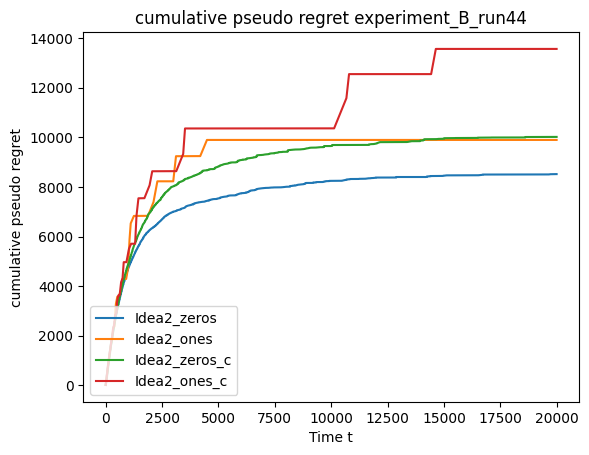 cumulative pseudo regret experiment_B_run44
cumulative pseudo regret
14000
12000
10000
8000
6000
4000
2000
0
Idea2_zeros
Idea2_ones
Idea2_zeros_c
Idea2_ones_c
0 2500 5000 7500 10000 12500 15000 17500 20000
Time t